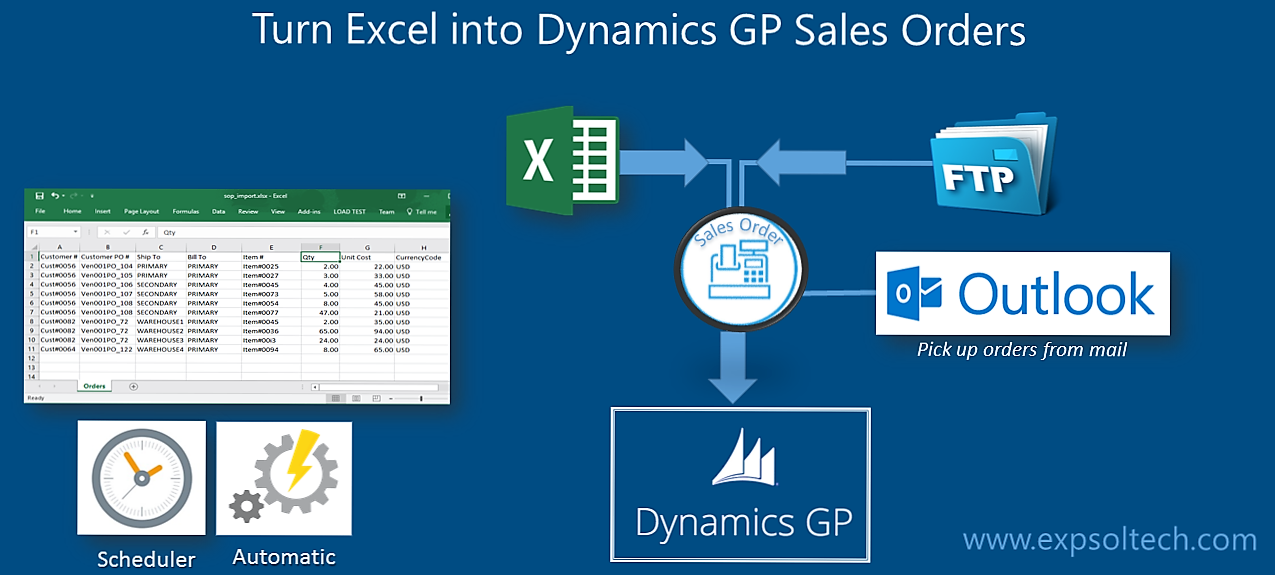 Turn Excel into Dynamics GP Sales Orders
X
FTP
Sales Order
Outlook
Pick up orders from mail
sop_import.xlsx - Excel
File Home Insert Page Layout Formulas Data Review View Add-ins LOAD TEST Team Tell me
F1 fx Qty
A B C D E F G H
1 Customer # Customer PO # Ship To Bill To Item # Qty Unit Cost CurrencyCode
2 Cust#0056 Ven001PO_104 PRIMARY PRIMARY Item#0025 2.00 22.00 USD
3 Cust#0056 Ven001PO_105 PRIMARY PRIMARY Item#0027 3.00 33.00 USD
4 Cust#0056 Ven001PO_106 SECONDARY PRIMARY Item#0045 4.00 45.00 USD
5 Cust#0056 Ven001PO_107 SECONDARY PRIMARY Item#0073 5.00 58.00 USD
6 Cust#0056 Ven001PO_108 SECONDARY PRIMARY Item#0054 8.00 45.00 USD
7 Cust#0056 Ven001PO_108 SECONDARY PRIMARY Item#0077 47.00 21.00 USD
8 Cust#0082 Ven001PO_72 WAREHOUSE1 PRIMARY Item#0045 2.00 35.00 USD
9 Cust#0082 Ven001PO_72 WAREHOUSE2 PRIMARY Item#0036 65.00 94.00 USD
10 Cust#0082 Ven001PO_72 WAREHOUSE3 PRIMARY Item#00i3 24.00 24.00 USD
11 Cust#0064 Ven001PO_122 WAREHOUSE4 PRIMARY Item#0094 8.00 65.00 USD
12
13
14
Orders
Ready
Scheduler
Automatic
Dynamics GP
www.expsoltech.com